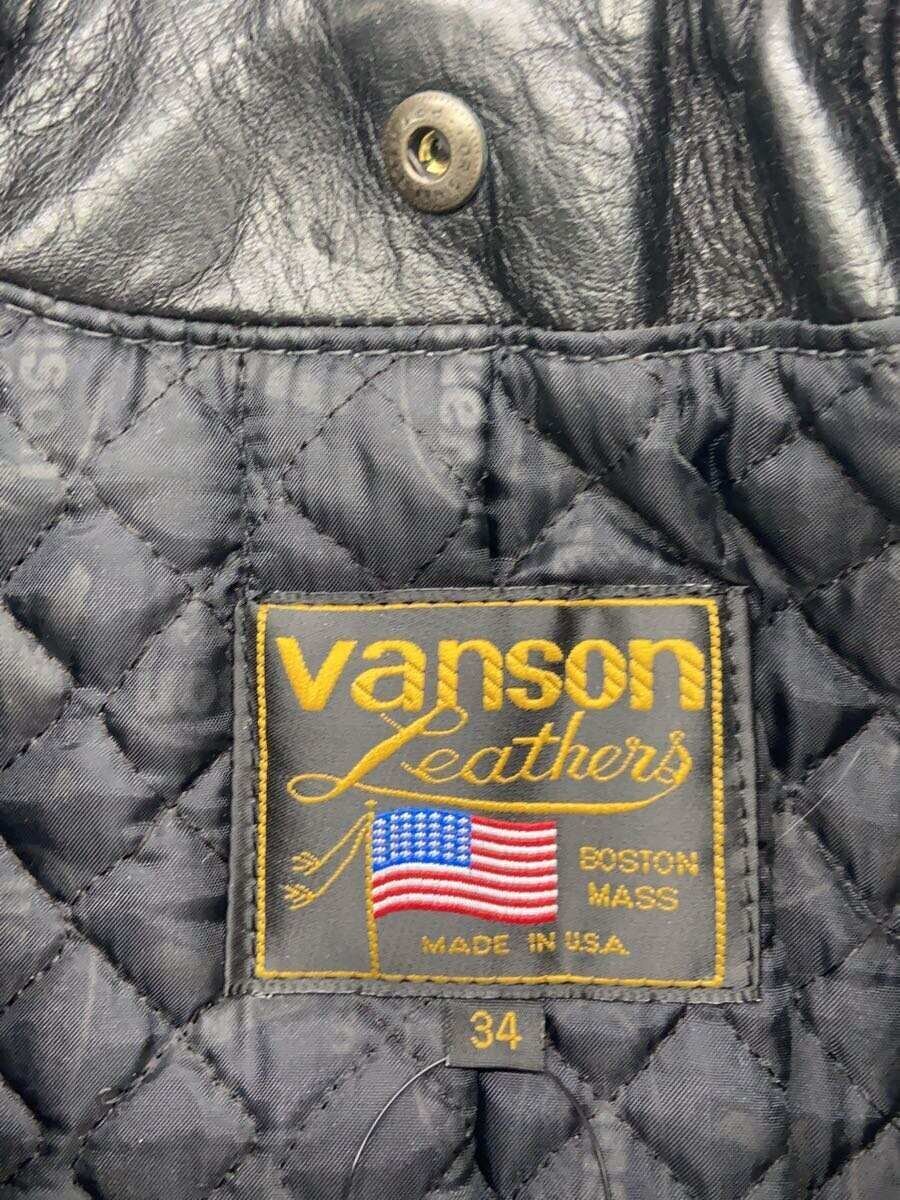 vanson
Leathers
BOSTON
MASS
MADE IN U.S.A.
34